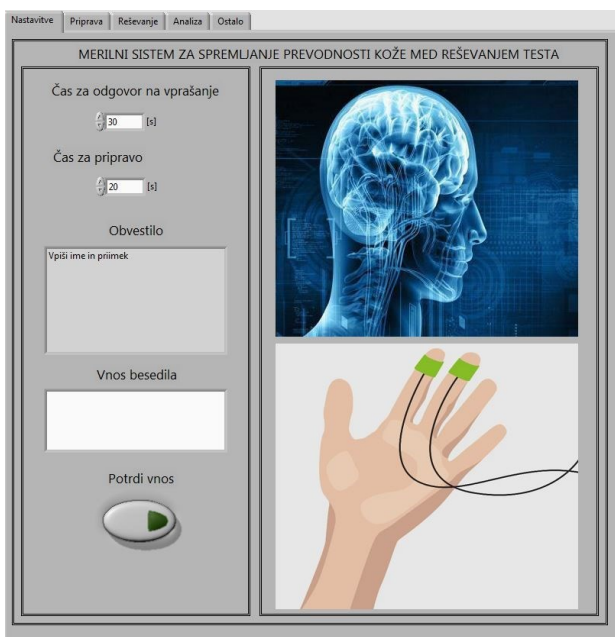 Nastavitve Priprava Reševanje Analiza Ostalo
MERILNI SISTEM ZA SPREMLJANJE PREVODNOSTI KOŽE MED REŠEVANJEM TESTA
Čas za odgovor na vprašanje
30 [s]
Čas za pripravo
20 [s]
Obvestilo
Vpiši ime in priimek
Vnos besedila
Potrdi vnos